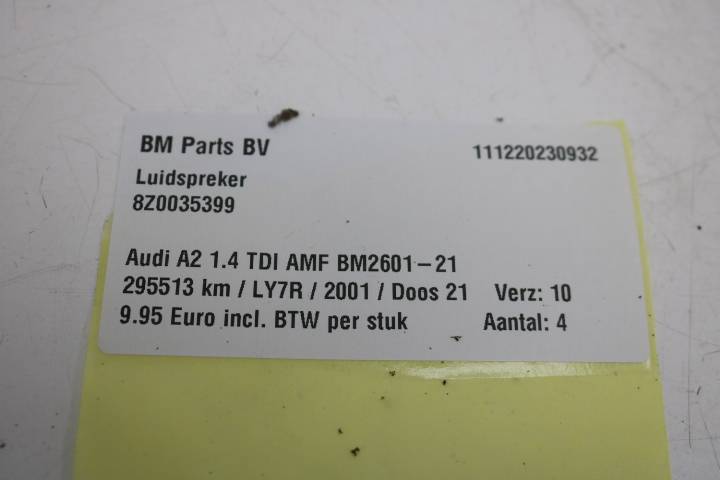 BM Parts BV 111220230932
Luidspreker
8Z0035399
Audi A2 1.4 TDI AMF BM2601-21
295513 km / LY7R / 2001 / Doos 21 Verz: 10
9.95 Euro incl. BTW per stuk Aantal: 4